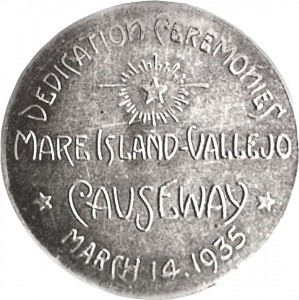 DEDICATION CEREMONIES
MARE ISLAND-VALLEJO
CAUSEWAY
MARCH 14.1935